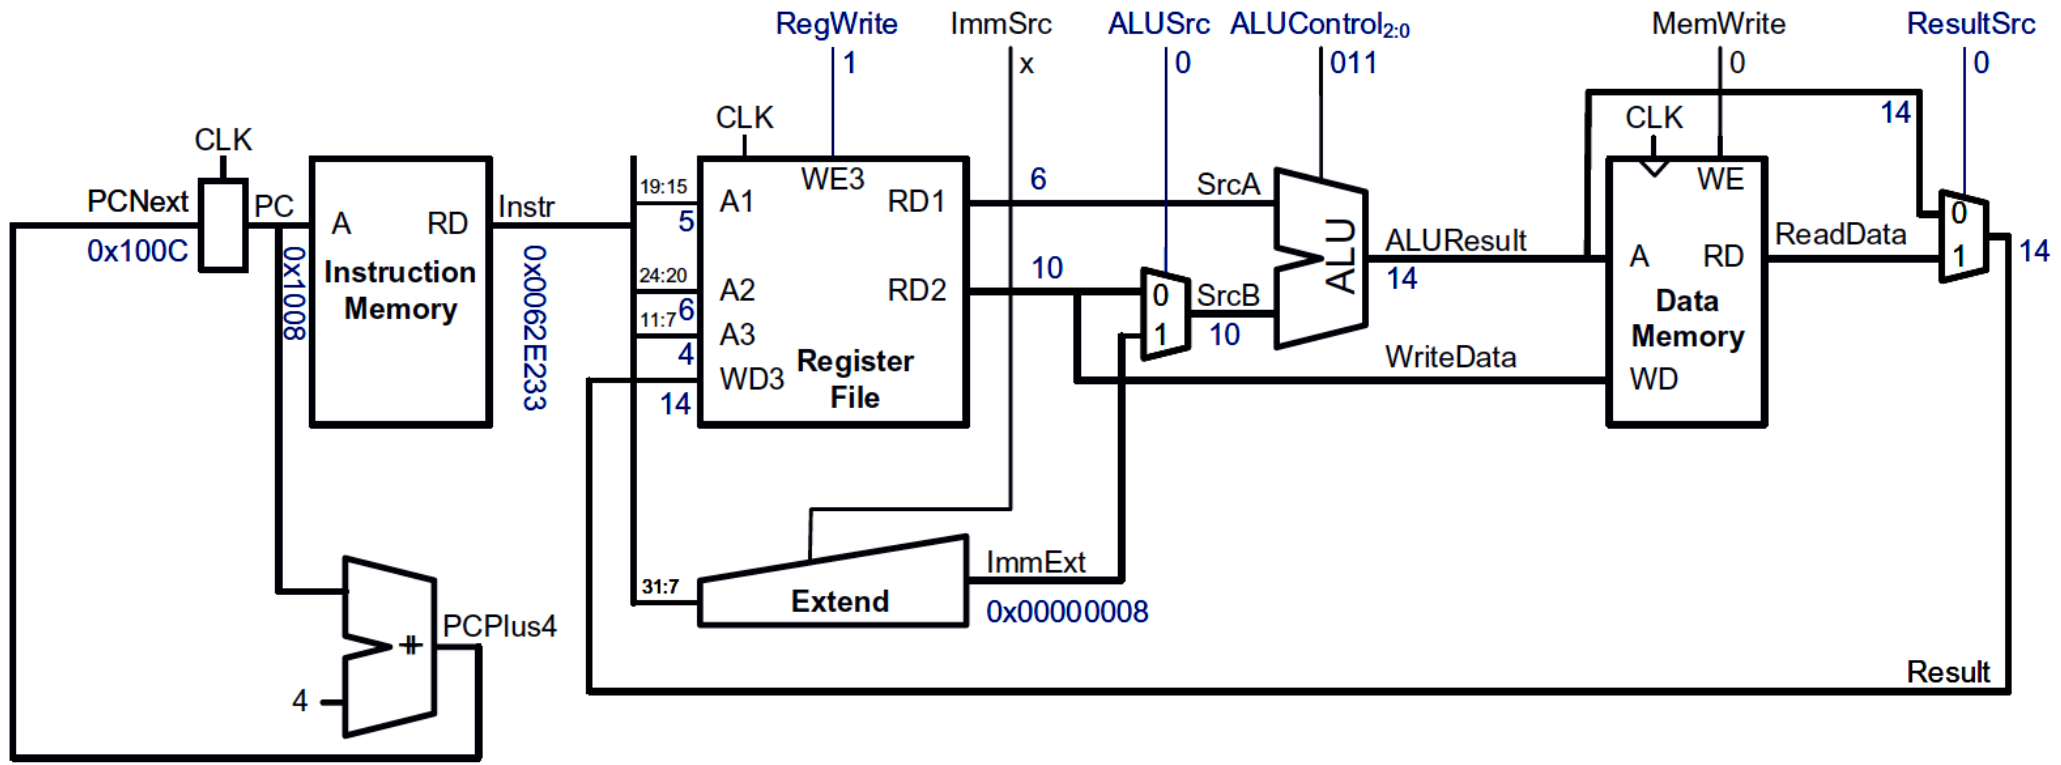 RegWrite ImmSrc ALUSrc ALUControl2:0 MemWrite ResultSrc
1 x 0 011 0 0
CLK CLK CLK 14
PCNext PC A RD Instr
0x100C 0x1008 Instruction Memory 0x0062E233
19:15 A1 WE3 RD1 6 SrcA WE
5
24:20 A2 RD2 10 0 SrcB ALU ALUResult A RD ReadData 0
6 1 10 14 1 14
11:7 A3 Register File Data Memory
4 WD3 WriteData WD
14
31:7 Extend ImmExt
0x00000008
+ PCPlus4
4
Result